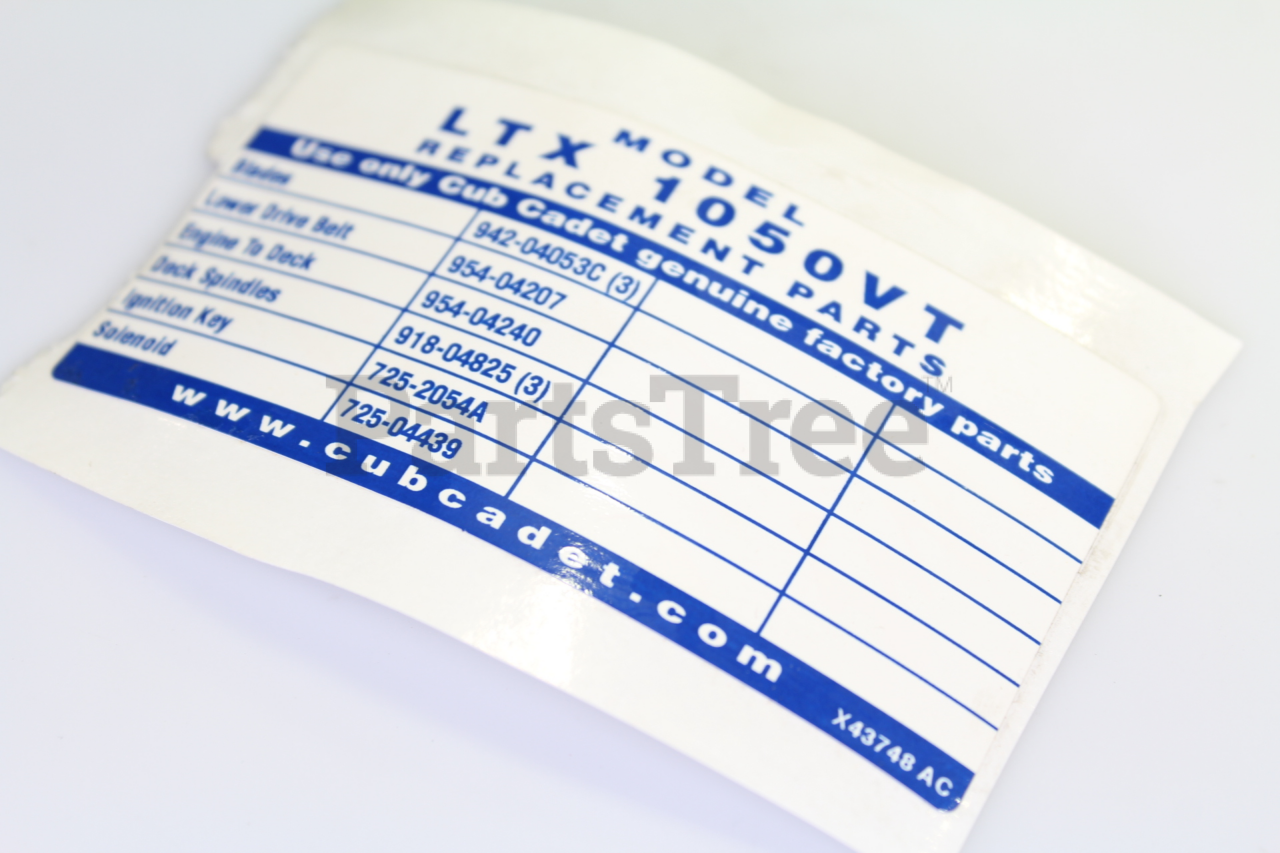 MODEL
LTX 1050VT
REPLACEMENT PARTS
Use only Cub Cadet genuine factory parts
Blades 942-04053C (3)
Lower Drive Belt 954-04207
Engine To Deck 954-04240
Deck Spindles 918-04825 (3)
Ignition Key 725-2054A
Solenoid 725-04439
www.cubcadet.com
X43748 AC
PartsTree™